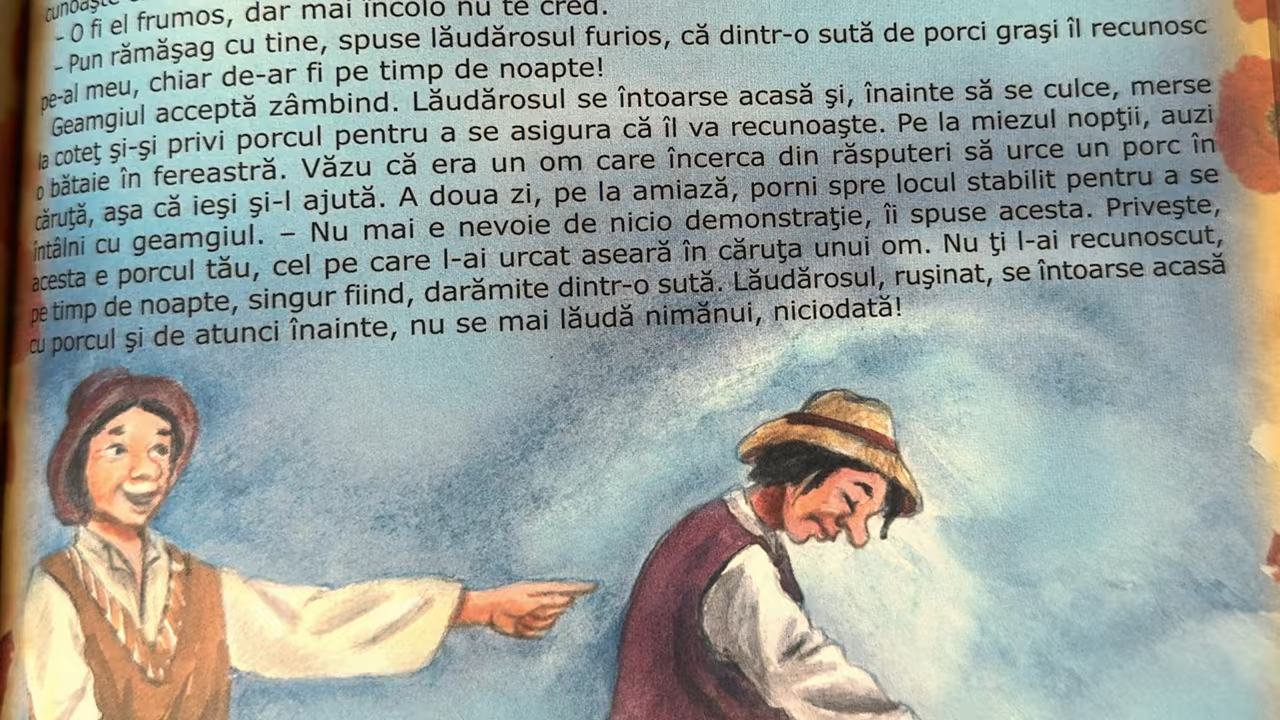 cunoaşte
- O fi el frumos, dar mai încolo nu te cred.
- Pun rămăşag cu tine, spuse lăudărosul furios, că dintr-o sută de porci graşi îl recunosc
pe-al meu, chiar de-ar fi pe timp de noapte!
Geamgiul acceptă zâmbind. Lăudărosul se întoarse acasă şi, înainte să se culce, merse
la coteţ şi-şi privi porcul pentru a se asigura că îl va recunoaşte. Pe la miezul nopţii, auzi
o bătaie în fereastră. Văzu că era un om care încerca din răsputeri să urce un porc în
căruţă, aşa că ieşi şi-l ajută. A doua zi, pe la amiază, porni spre locul stabilit pentru a se
întâlni cu geamgiul. – Nu mai e nevoie de nicio demonstraţie, îi spuse acesta. Priveşte,
acesta e porcul tău, cel pe care l-ai urcat aseară în căruţa unui om. Nu ţi l-ai recunoscut,
pe timp de noapte, singur fiind, darămite dintr-o sută. Lăudărosul, ruşinat, se întoarse acasă
cu porcul şi de atunci înainte, nu se mai lăudă nimănui, niciodată!